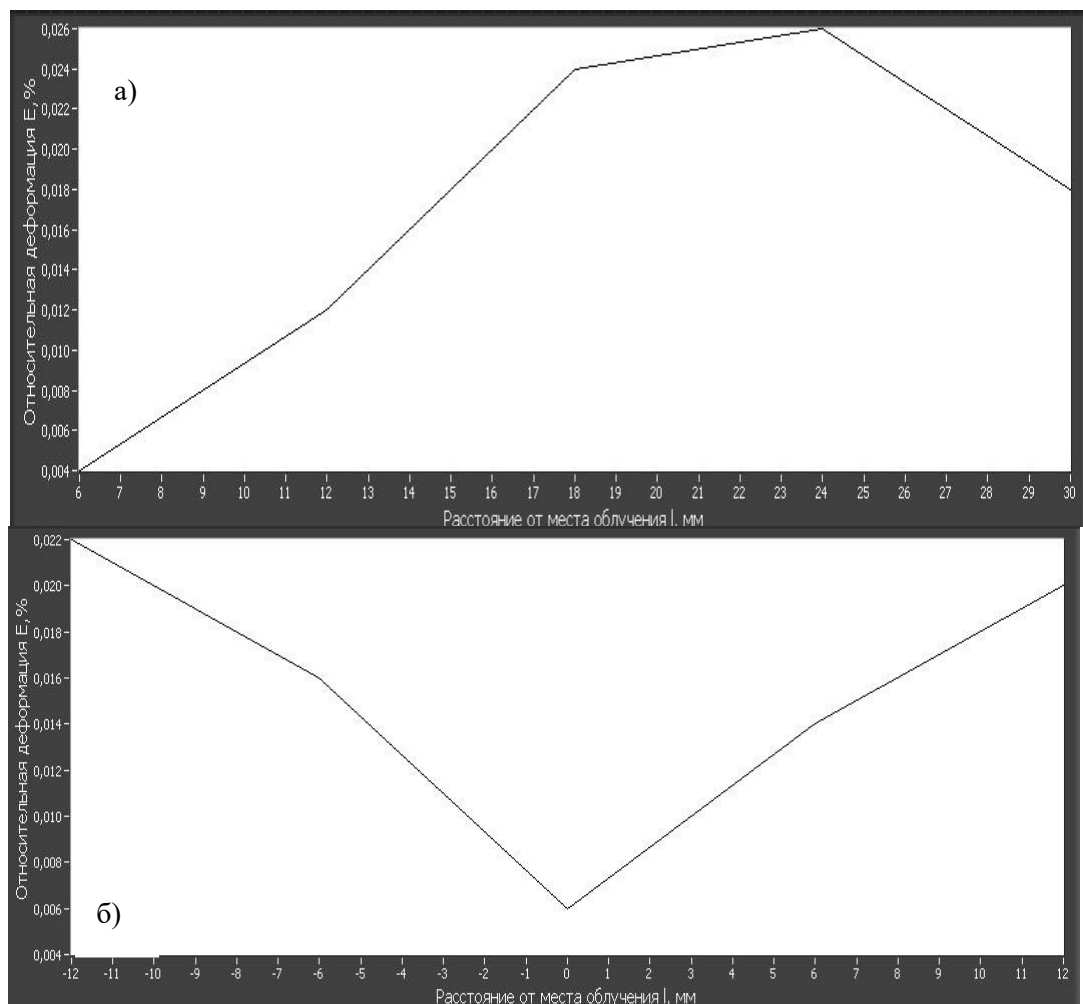 Относительная деформация E,%
а)
0,026
0,024
0,022
0,020
0,018
0,016
0,014
0,012
0,010
0,008
0,006
0,004
6 7 8 9 10 11 12 13 14 15 16 17 18 19 20 21 22 23 24 25 26 27 28 29 30
Расстояние от места облучения l, мм
Относительная деформация E,%
0,022
0,020
0,018
0,016
0,014
0,012
0,010
0,008
0,006
0,004
б)
-12 -11 -10 -9 -8 -7 -6 -5 -4 -3 -2 -1 0 1 2 3 4 5 6 7 8 9 10 11 12
Расстояние от места облучения l, мм